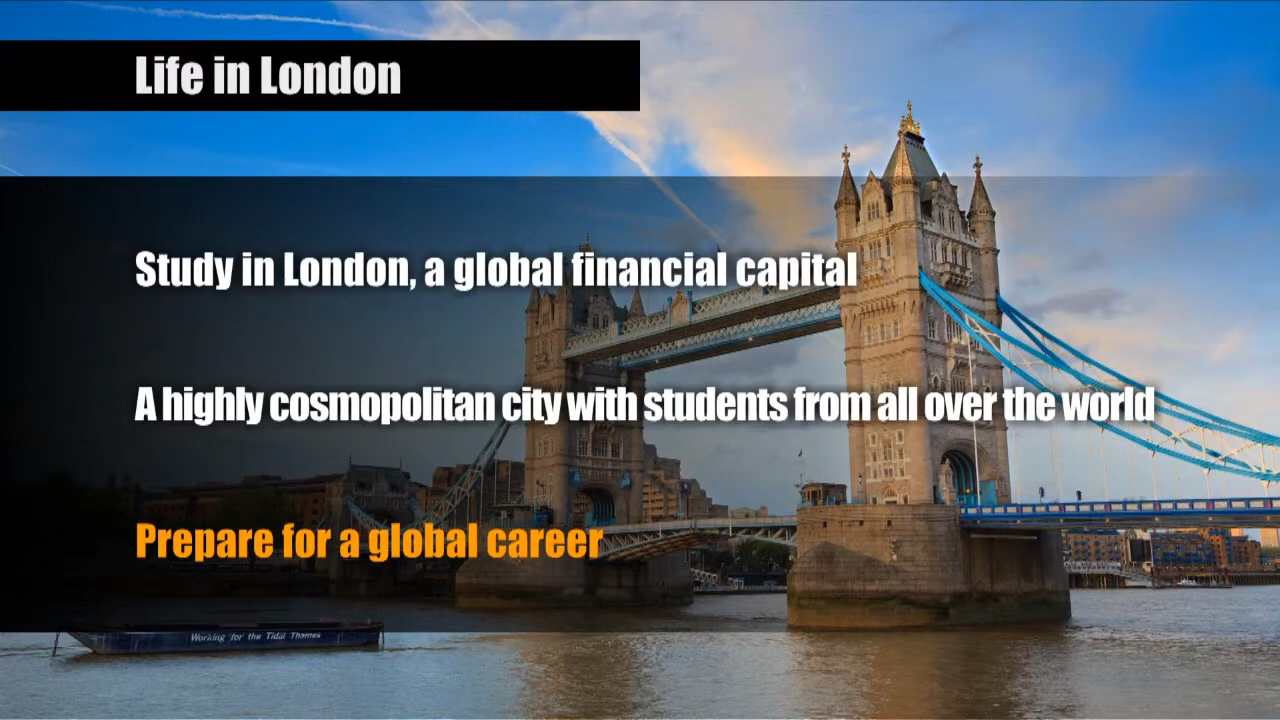 Life in London
Study in London, a global financial capital
A highly cosmopolitan city with students from all over the world
Prepare for a global career
Working for the Tidal Thames